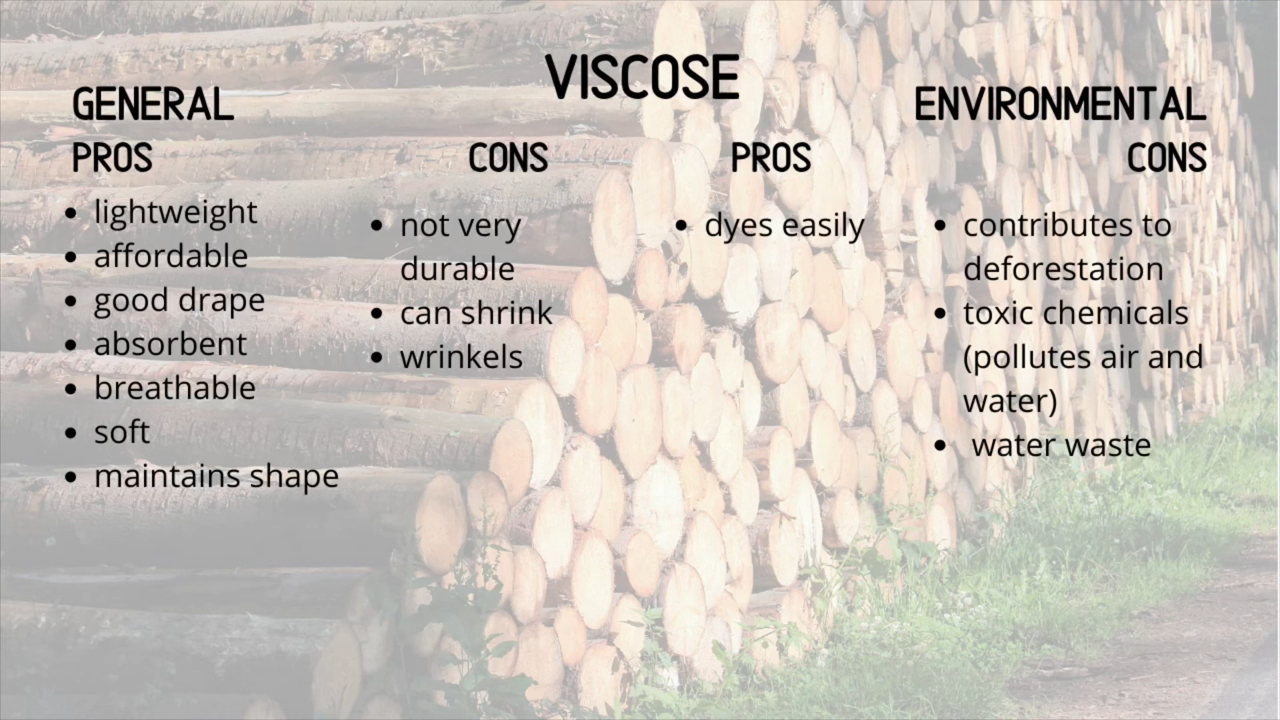 VISCOSE
GENERAL
PROS
lightweight
affordable
good drape
absorbent
breathable
soft
maintains shape
CONS
not very
durable
can shrink
wrinkels
ENVIRONMENTAL
PROS
dyes easily
CONS
contributes to
deforestation
toxic chemicals
(pollutes air and
water)
water waste